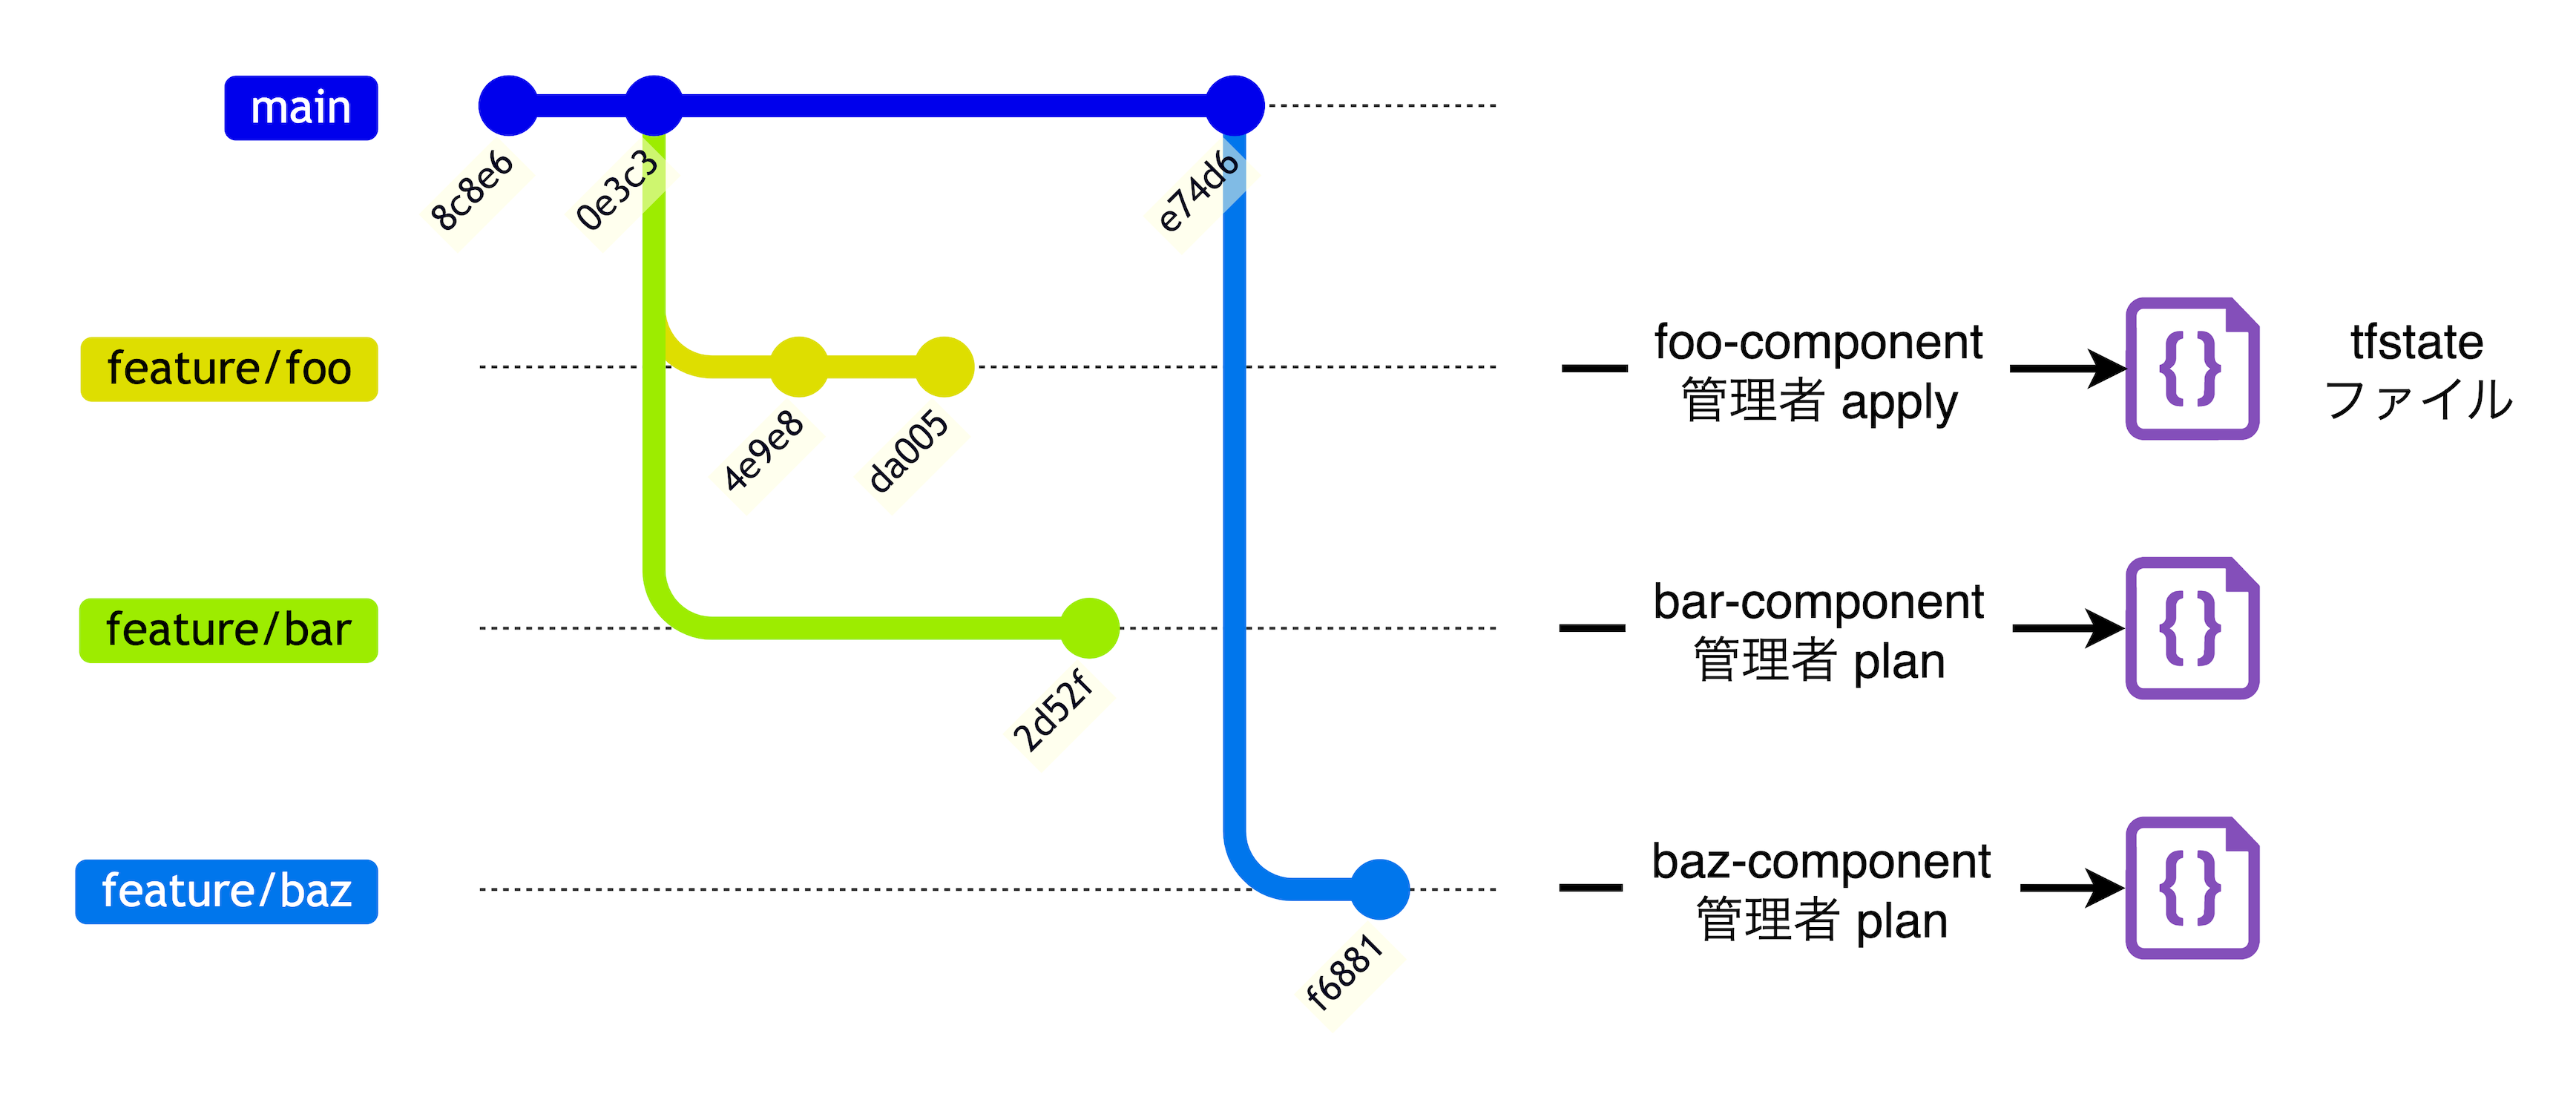 main
8c8e6
0e3c3
e74d6
feature/foo
4e9e8
da005
foo-component
管理者 apply
{}
tfstate
ファイル
feature/bar
2d52f
bar-component
管理者 plan
{}
feature/baz
f6881
baz-component
管理者 plan
{}